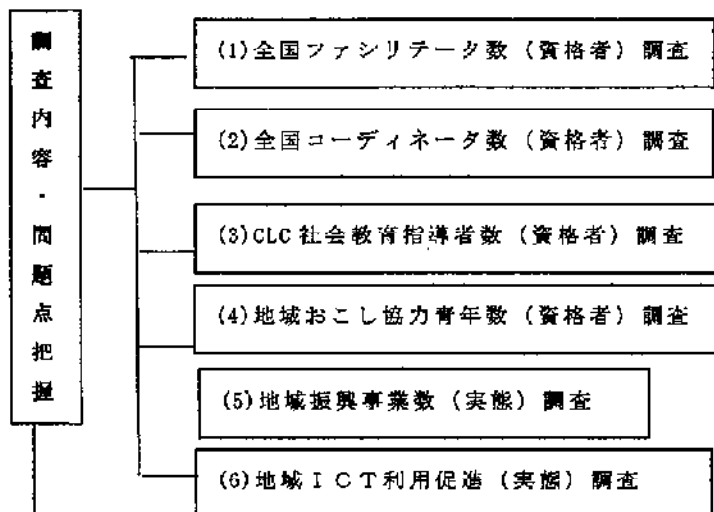 調査内容・問題点把握
(1)全国ファシリテータ数（資格者）調査
(2)全国コーディネータ数（資格者）調査
(3)CLC社会教育指導者数（資格者）調査
(4)地域おこし協力青年数（資格者）調査
(5)地域振興事業数（実態）調査
(6)地域ＩＣＴ利用促進（実態）調査